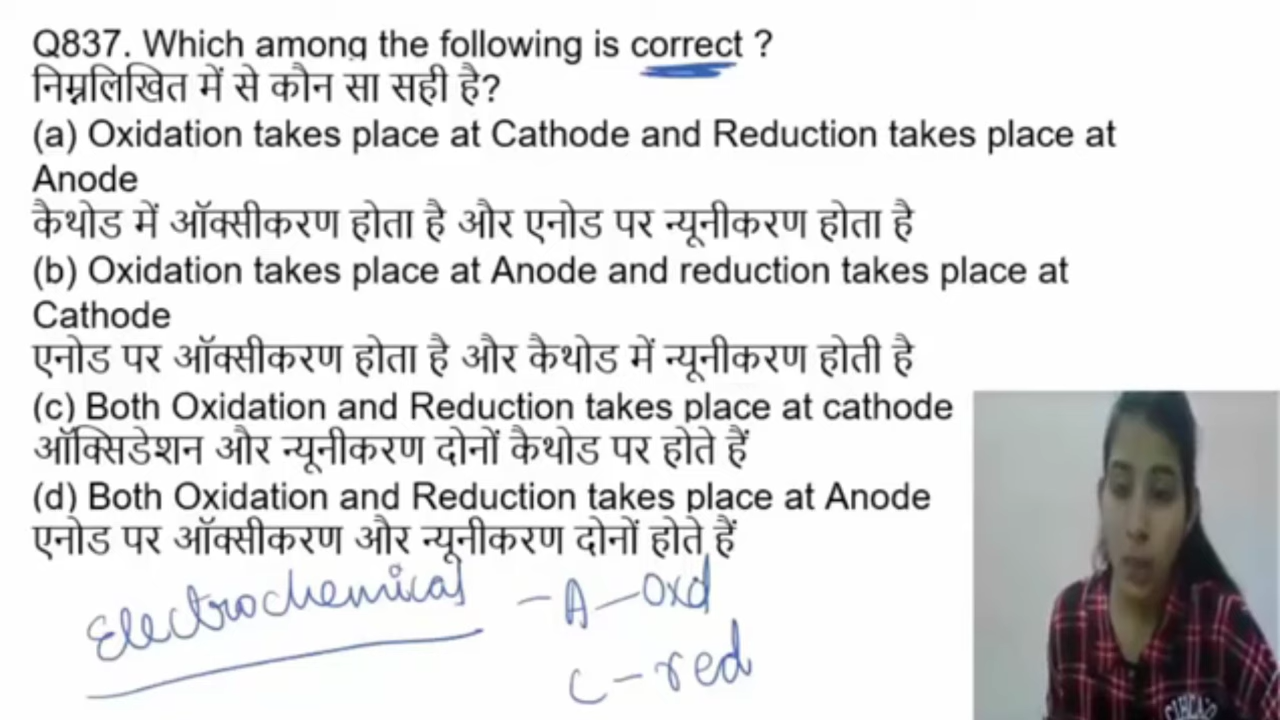 Q837. Which among the following is correct ?
निम्नलिखित में से कौन सा सही है?
(a) Oxidation takes place at Cathode and Reduction takes place at
Anode
कैथोड में ऑक्सीकरण होता है और एनोड पर न्यूनीकरण होता है
(b) Oxidation takes place at Anode and reduction takes place at
Cathode
एनोड पर ऑक्सीकरण होता है और कैथोड में न्यूनीकरण होती है
(c) Both Oxidation and Reduction takes place at cathode
ऑक्सिडेशन और न्यूनीकरण दोनों कैथोड पर होते हैं
(d) Both Oxidation and Reduction takes place at Anode
एनोड पर ऑक्सीकरण और न्यूनीकरण दोनों होते हैं
Electrochemical - A - Oxd
C - red